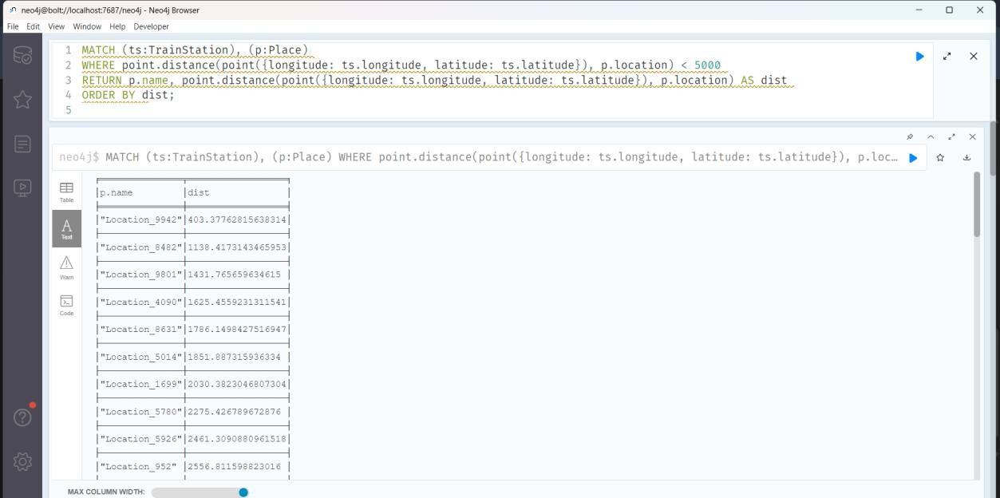 neo4j@bolt://localhost:7687/neo4j - Neo4j Browser
File Edit View Window Help Developer
1 MATCH (ts:TrainStation), (p:Place)
2 WHERE point.distance(point({longitude: ts.longitude, latitude: ts.latitude}), p.location) < 5000
3 RETURN p.name, point.distance(point({longitude: ts.longitude, latitude: ts.latitude}), p.location) AS dist
4 ORDER BY dist;
5
neo4j$ MATCH (ts:TrainStation), (p:Place) WHERE point.distance(point({longitude: ts.longitude, latitude: ts.latitude}), p.loc…
Table
A
Text
Warn
Code
p.name dist
"Location_9942" 403.37762815638314
"Location_8482" 1138.4173143465953
"Location_9801" 1431.765659634615
"Location_4090" 1625.4559231311541
"Location_8631" 1786.1498427516947
"Location_5014" 1851.887315936334
"Location_1699" 2030.3823046807304
"Location_5780" 2275.426789672876
"Location_5926" 2461.3090880961518
"Location_952" 2556.811598823016
MAX COLUMN WIDTH: